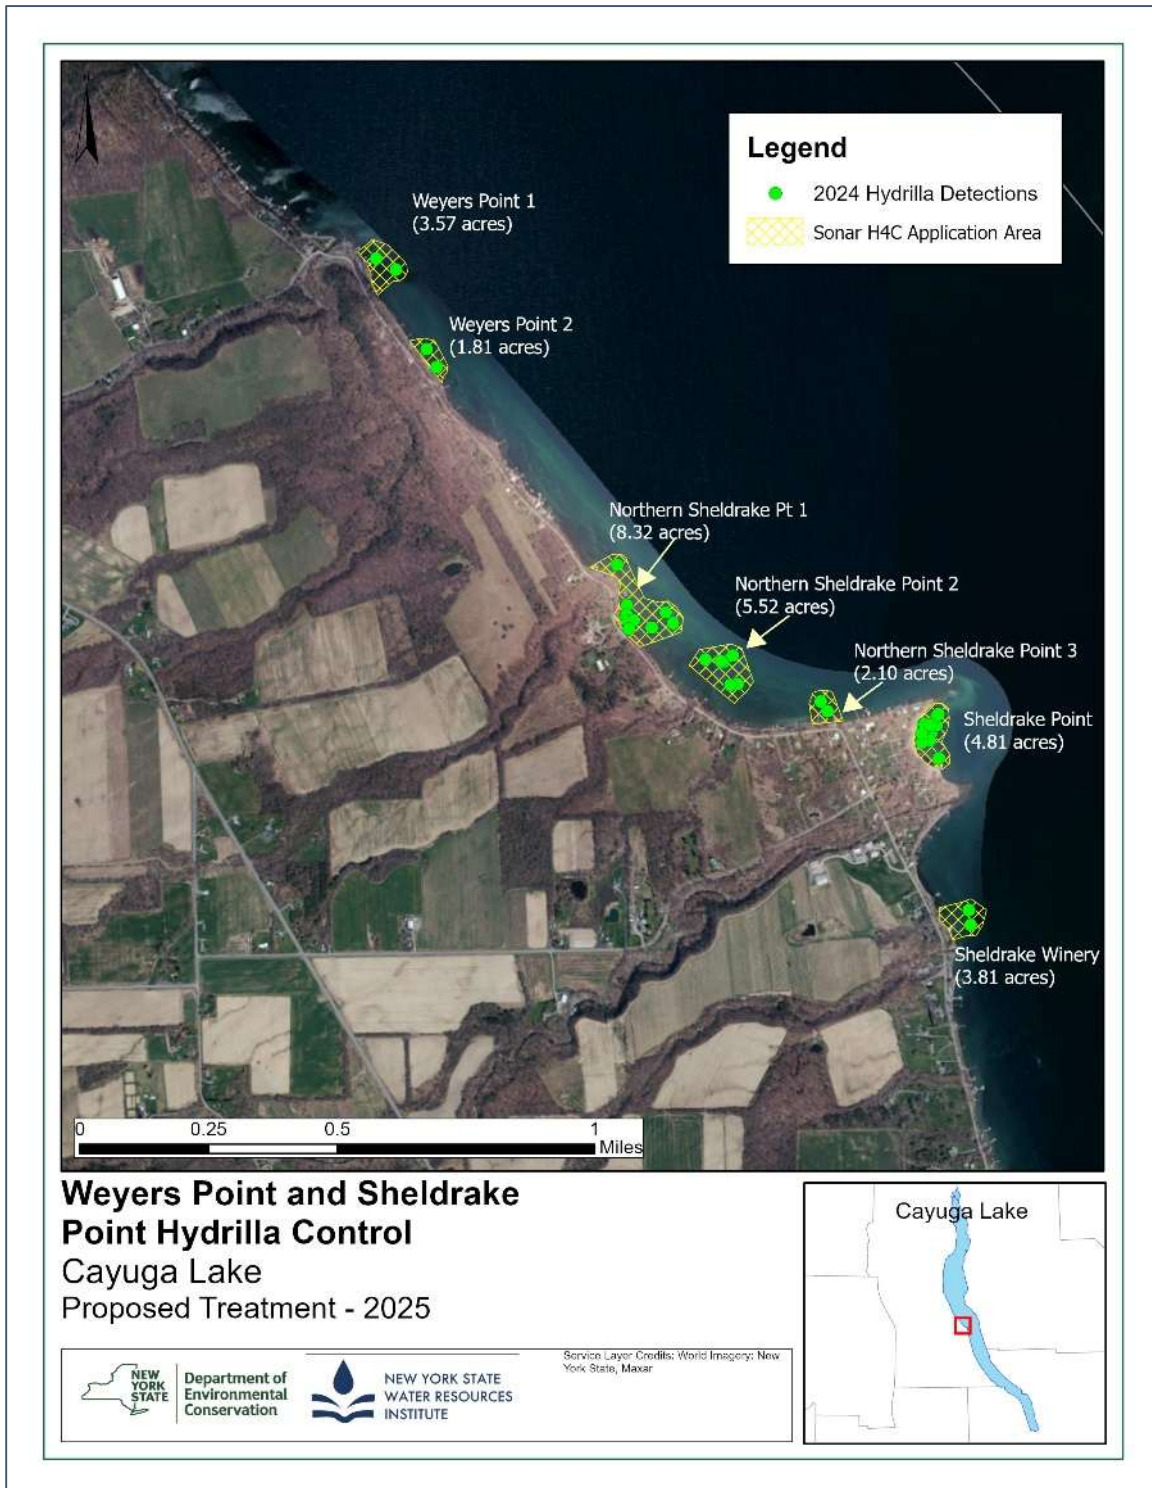 Legend
2024 Hydrilla Detections
Sonar H4C Application Area
Weyers Point 1
(3.57 acres)
Weyers Point 2
(1.81 acres)
Northern Sheldrake Pt 1
(8.32 acres)
Northern Sheldrake Point 2
(5.52 acres)
Northern Sheldrake Point 3
(2.10 acres)
Sheldrake Point
(4.81 acres)
Sheldrake Winery
(3.81 acres)
0 0.25 0.5 1
Miles
Weyers Point and Sheldrake
Point Hydrilla Control
Cayuga Lake
Proposed Treatment - 2025
Cayuga Lake
NEW
YORK
STATE
Department of
Environmental
Conservation
NEW YORK STATE
WATER RESOURCES
INSTITUTE
Service Layer Credits: World Imagery: New
York State, Maxar